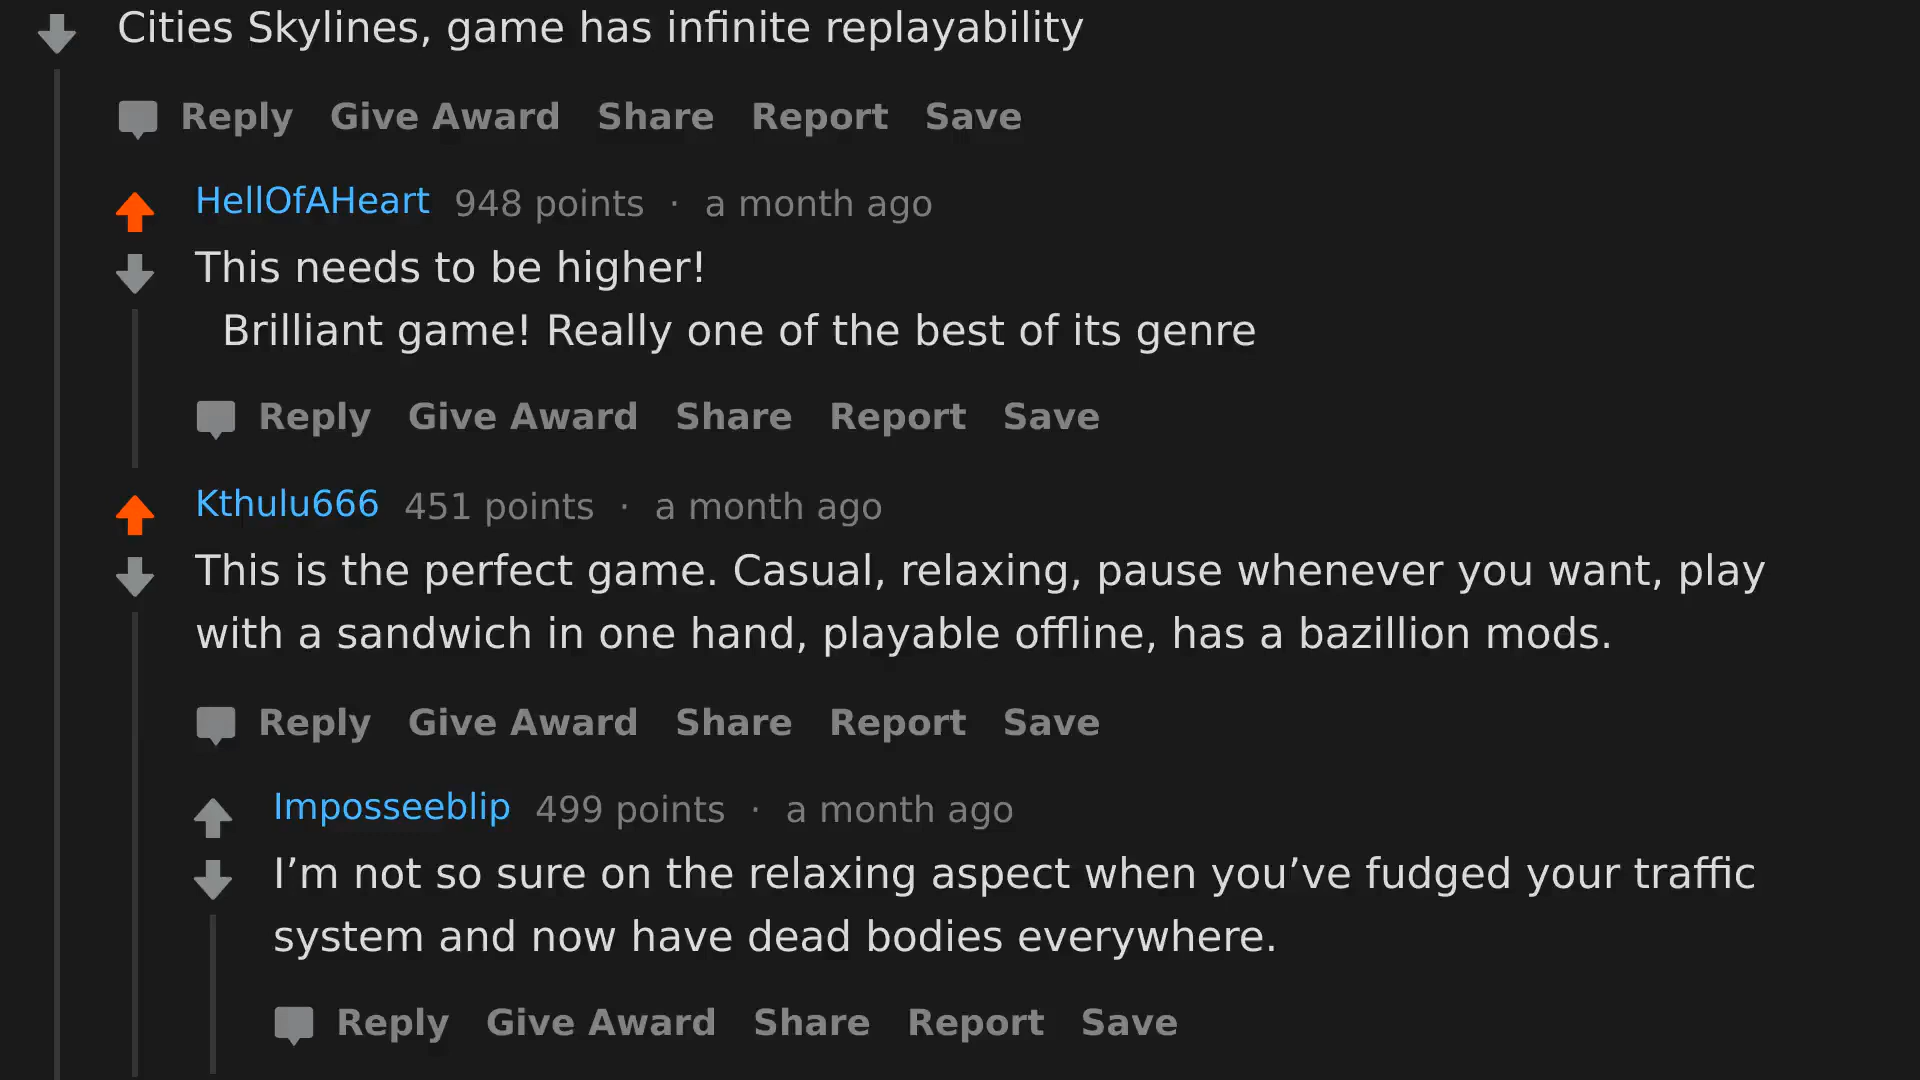 Cities Skylines, game has infinite replayability
Reply Give Award Share Report Save
HellOfAHeart 948 points · a month ago
This needs to be higher!
Brilliant game! Really one of the best of its genre
Reply Give Award Share Report Save
Kthulu666 451 points · a month ago
This is the perfect game. Casual, relaxing, pause whenever you want, play
with a sandwich in one hand, playable offline, has a bazillion mods.
Reply Give Award Share Report Save
Imposseeblip 499 points · a month ago
I’m not so sure on the relaxing aspect when you’ve fudged your traffic
system and now have dead bodies everywhere.
Reply Give Award Share Report Save